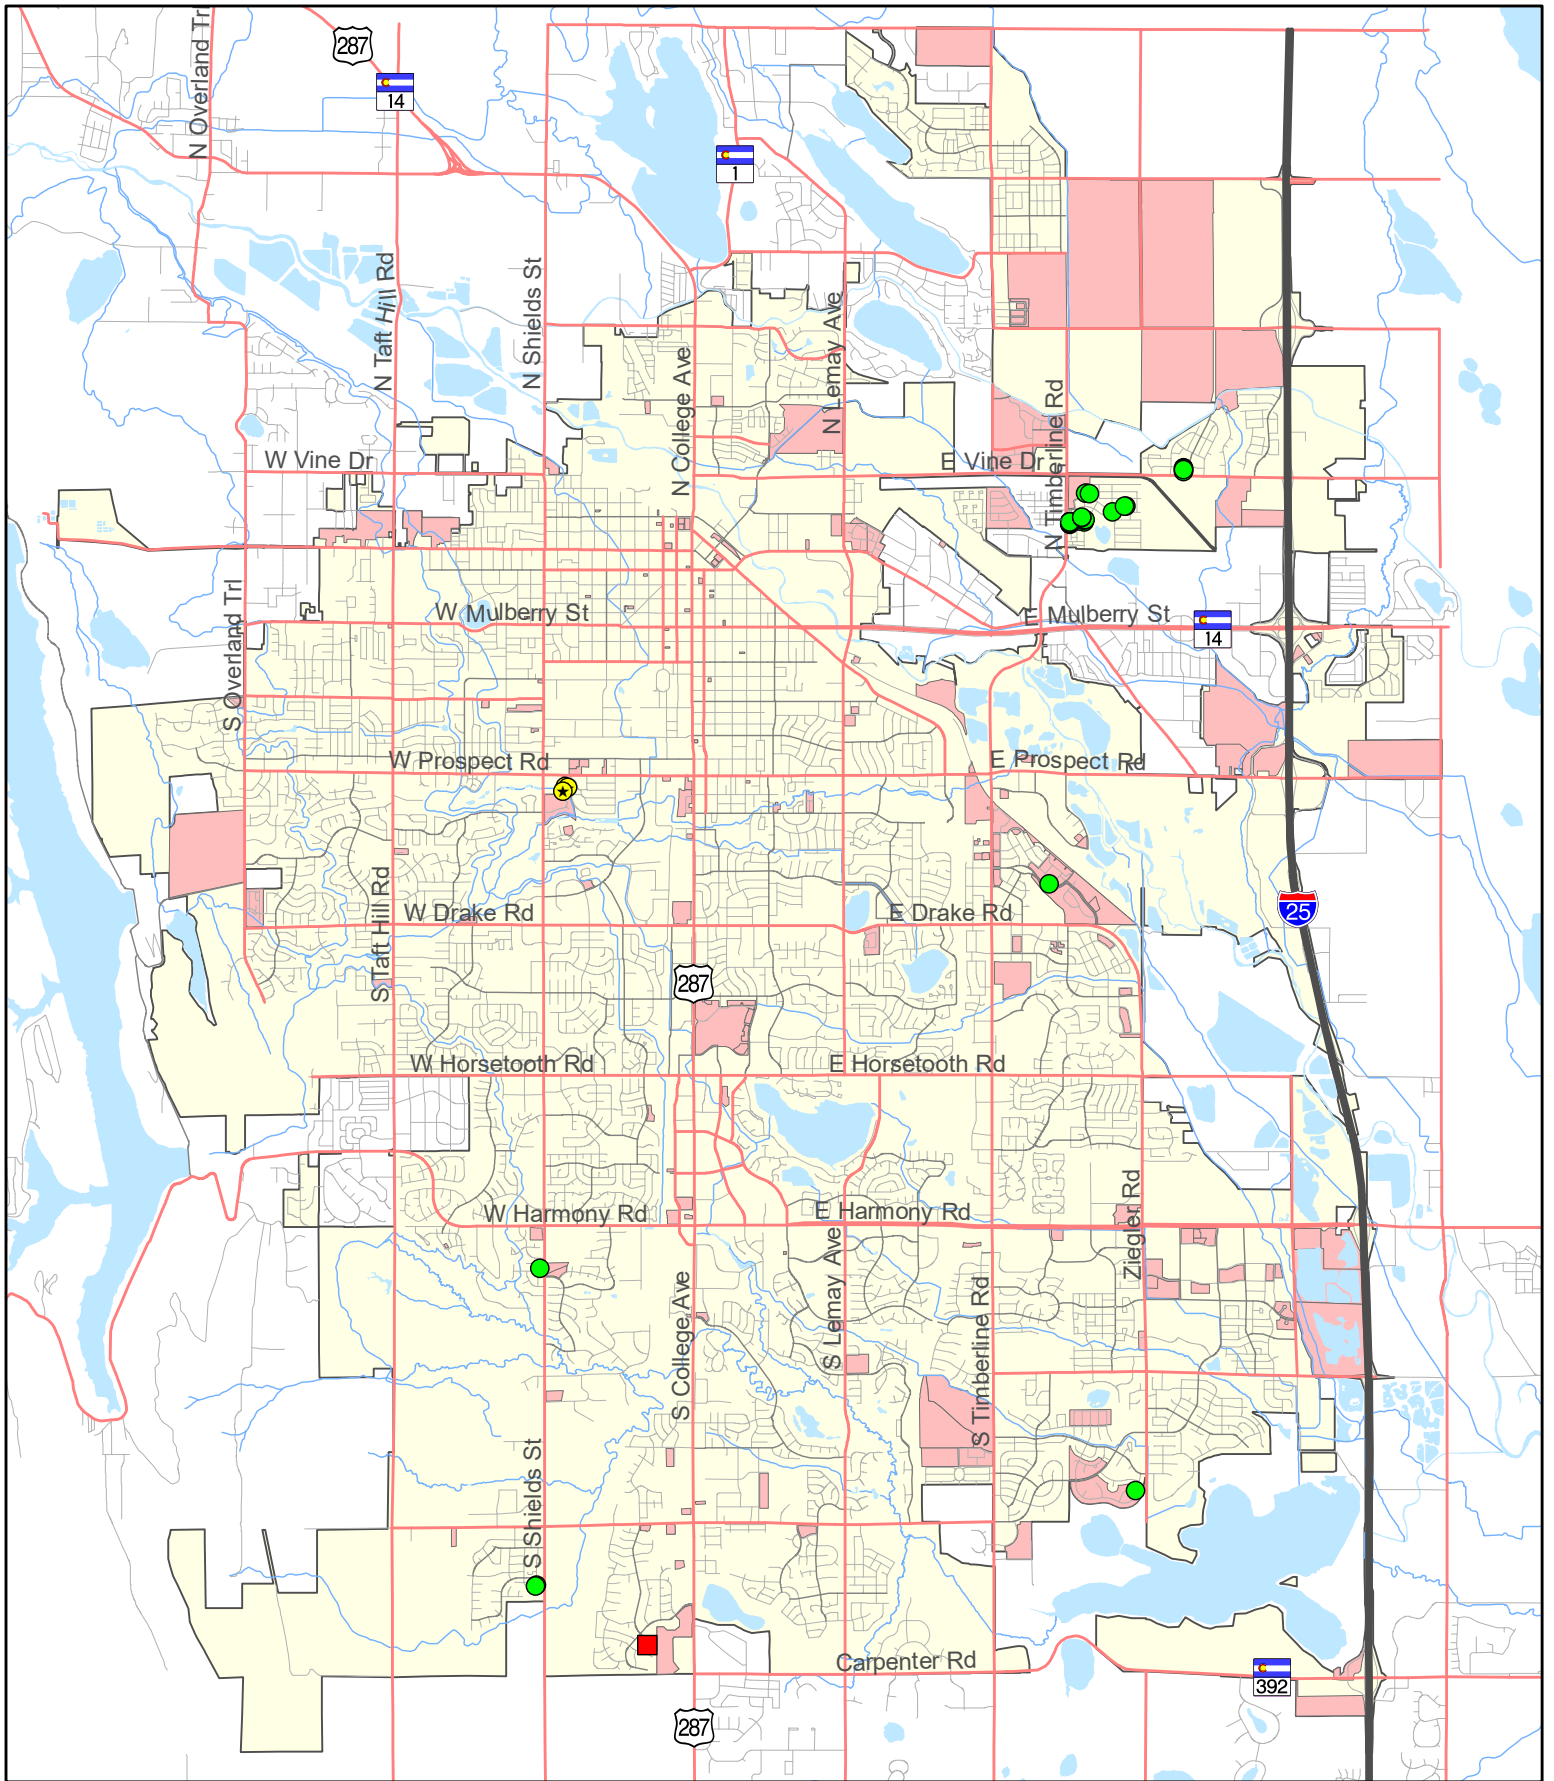 N Overland Trl
287
14
1
N Taft Hill Rd
N Shields St
N College Ave
N Lemay Ave
N Timberline Rd
W Vine Dr
E Vine Dr
S Overland Trl
W Mulberry St
E Mulberry St
14
W Prospect Rd
E Prospect Rd
S Taft Hill Rd
W Drake Rd
E Drake Rd
25
287
W Horsetooth Rd
E Horsetooth Rd
W Harmony Rd
E Harmony Rd
Ziegler Rd
S College Ave
S Lemay Ave
S Timberline Rd
S Shields St
Carpenter Rd
392
287